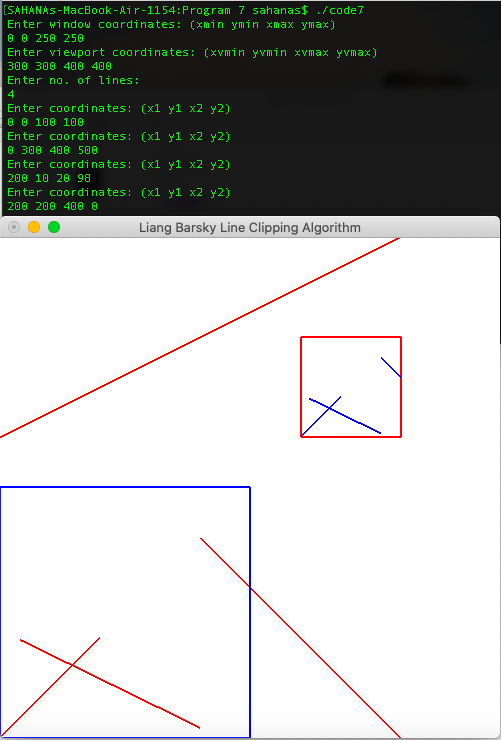 [SAHANAs-MacBook-Air-1154:Program 7 sahanas$ ./code7
Enter window coordinates: (xmin ymin xmax ymax)
0 0 250 250
Enter viewport coordinates: (xvmin yvmin xvmax yvmax)
300 300 400 400
Enter no. of lines:
4
Enter coordinates: (x1 y1 x2 y2)
0 0 100 100
Enter coordinates: (x1 y1 x2 y2)
0 300 400 500
Enter coordinates: (x1 y1 x2 y2)
200 10 20 98
Enter coordinates: (x1 y1 x2 y2)
200 200 400 0
Liang Barsky Line Clipping Algorithm